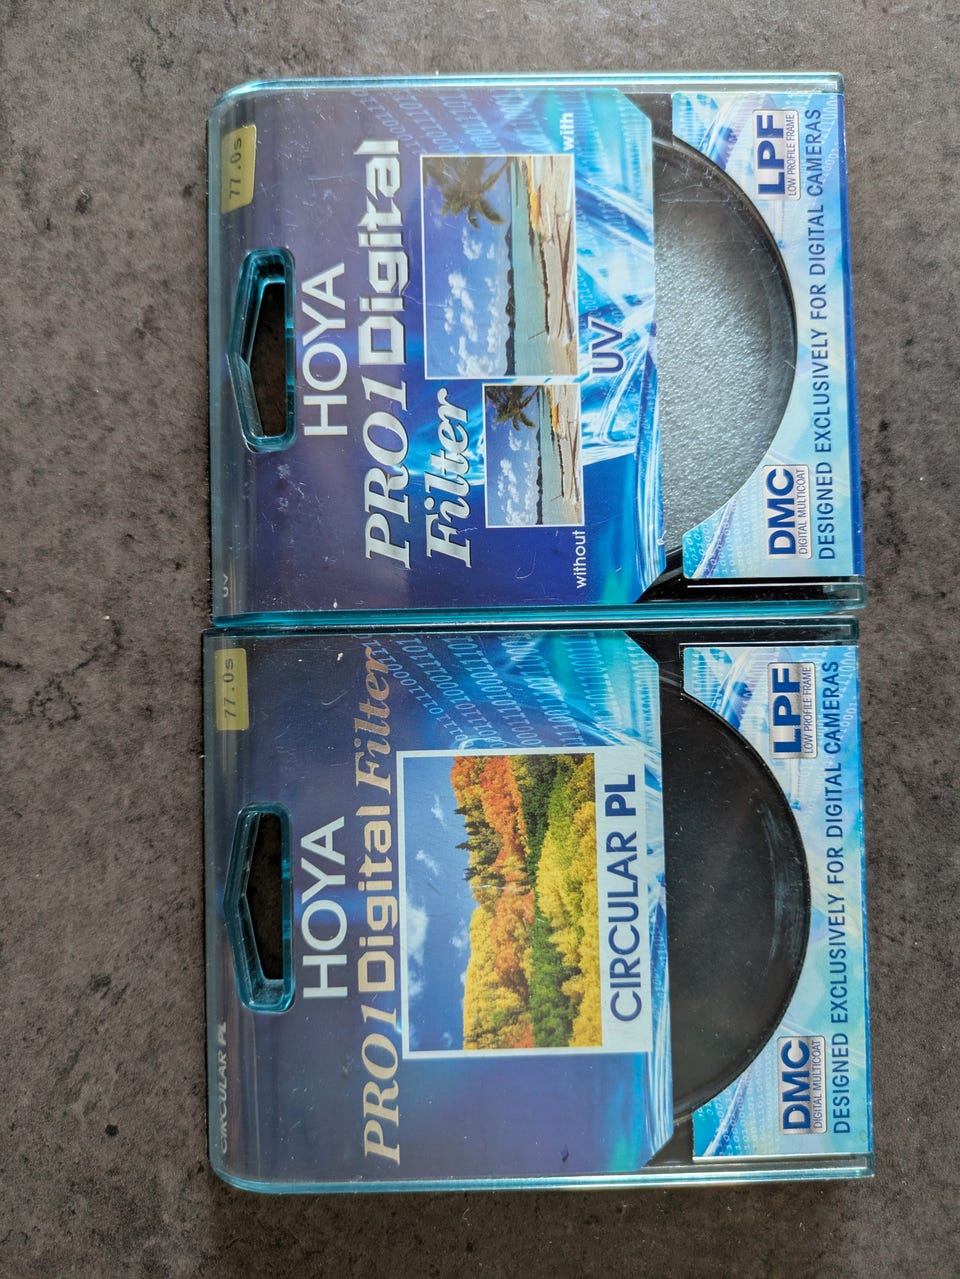 77.0s
CIRCULAR PL
HOYA
PRO1 Digital Filter
CIRCULAR PL
DMC
DIGITAL MULTICOAT
LPF
LOW PROFILE FRAME
DESIGNED EXCLUSIVELY FOR DIGITAL CAMERAS
77.0s
UV
HOYA
PRO1 Digital
Filter
without
with
UV
DMC
DIGITAL MULTICOAT
LPF
LOW PROFILE FRAME
DESIGNED EXCLUSIVELY FOR DIGITAL CAMERAS